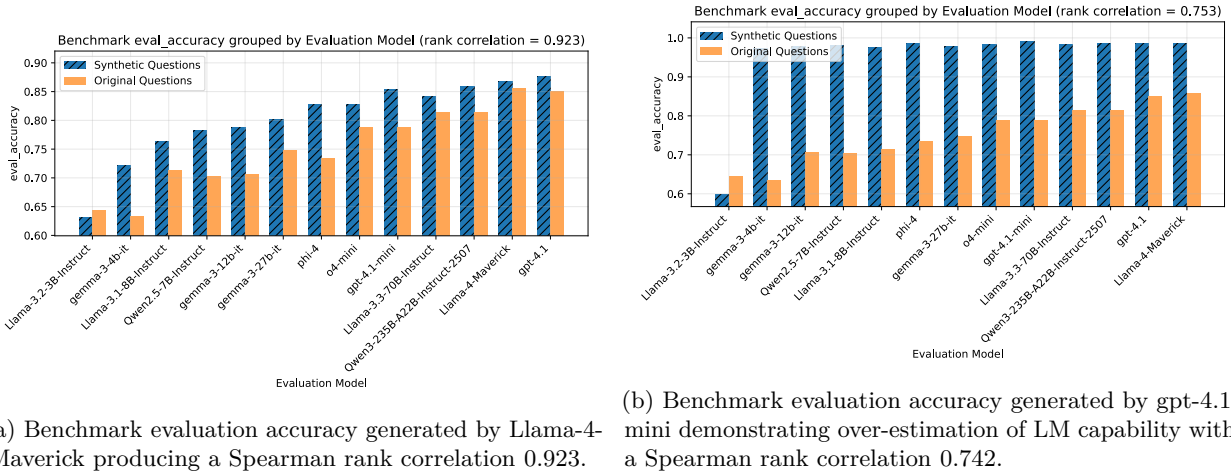 Benchmark eval_accuracy grouped by Evaluation Model (rank correlation = 0.923)
Synthetic Questions
Original Questions
0.90
0.85
0.80
0.75
0.70
0.65
0.60
eval_accuracy
Llama-3.2-3B-Instruct
gemma-3-4b-it
Llama-3.1-8B-Instruct
Qwen2.5-7B-Instruct
gemma-3-12b-it
gemma-3-27b-it
phi-4
o4-mini
gpt-4.1-mini
Llama-3.3-70B-Instruct
Qwen3-235B-A22B-Instruct-2507
Llama-4-Maverick
gpt-4.1
Evaluation Model
a) Benchmark evaluation accuracy generated by Llama-4-
Maverick producing a Spearman rank correlation 0.923.
Benchmark eval_accuracy grouped by Evaluation Model (rank correlation = 0.753)
Synthetic Questions
Original Questions
1.0
0.9
0.8
0.7
0.6
eval_accuracy
Llama-3.2-3B-Instruct
gemma-3-4b-it
gemma-3-12b-it
Qwen2.5-7B-Instruct
Llama-3.1-8B-Instruct
phi-4
gemma-3-27b-it
o4-mini
gpt-4.1-mini
Llama-3.3-70B-Instruct
Qwen3-235B-A22B-Instruct-2507
gpt-4.1
Llama-4-Maverick
Evaluation Model
(b) Benchmark evaluation accuracy generated by gpt-4.1
mini demonstrating over-estimation of LM capability with
a Spearman rank correlation 0.742.